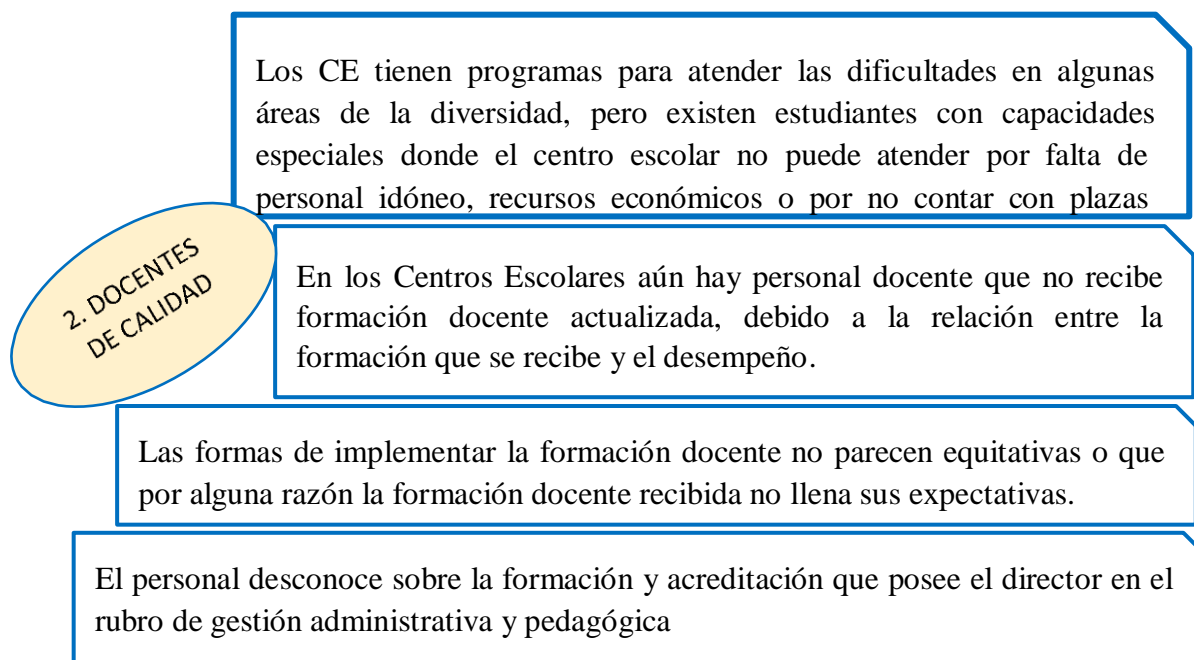 Los CE tienen programas para atender las dificultades en algunas
áreas de la diversidad, pero existen estudiantes con capacidades
especiales donde el centro escolar no puede atender por falta de
personal idóneo, recursos económicos o por no contar con plazas
2. DOCENTES
DE CALIDAD
En los Centros Escolares aún hay personal docente que no recibe
formación docente actualizada, debido a la relación entre la
formación que se recibe y el desempeño.
Las formas de implementar la formación docente no parecen equitativas o que
por alguna razón la formación docente recibida no llena sus expectativas.
El personal desconoce sobre la formación y acreditación que posee el director en el
rubro de gestión administrativa y pedagógica